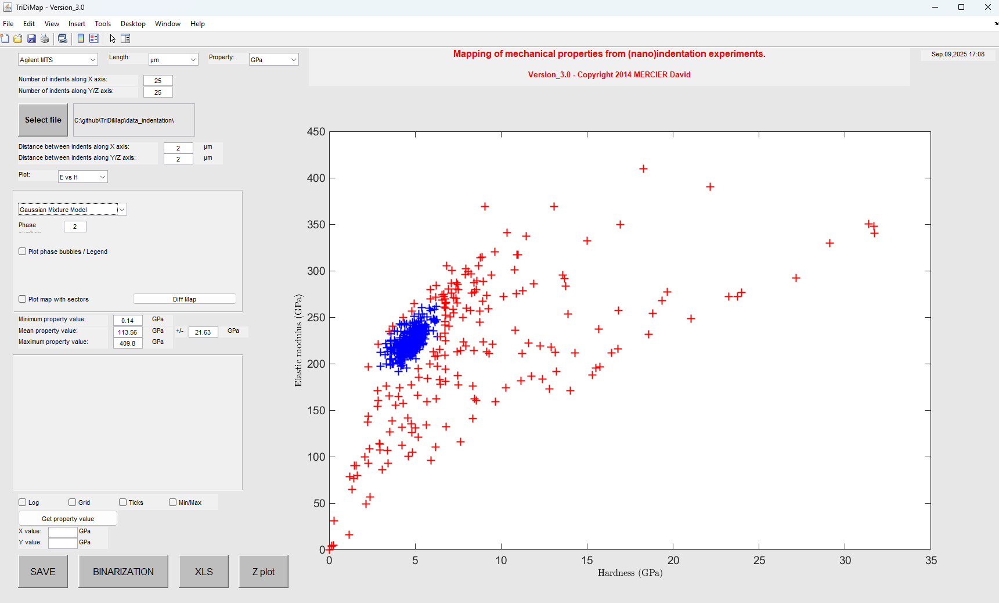 TriDiMap - Version_3.0
File Edit View Insert Tools Desktop Window Help
Agilent MTS Length: µm Property: GPa
Mapping of mechanical properties from (nano)indentation experiments.
Version_3.0 - Copyright 2014 MERCIER David
Sep.09,2025 17:08
Number of indents along X axis: 25
Number of indents along Y/Z axis: 25
Select file C:\github\TriDiMap\data_indentation\
Distance between indents along X axis: 2 µm
Distance between indents along Y/Z axis: 2 µm
Plot: E vs H
Gaussian Mixture Model
Phase 2
Plot phase bubbles / Legend
Plot map with sectors Diff Map
Minimum property value: 0.14 GPa
Mean property value: 113.56 GPa +/- 21.63 GPa
Maximum property value: 409.8 GPa
Log Grid Ticks Min/Max
Get property value
X value: GPa
Y value: GPa
SAVE BINARIZATION XLS Z plot
450
400
350
300
250
200
150
100
50
0
Elastic modulus (GPa)
0 5 10 15 20 25 30 35
Hardness (GPa)